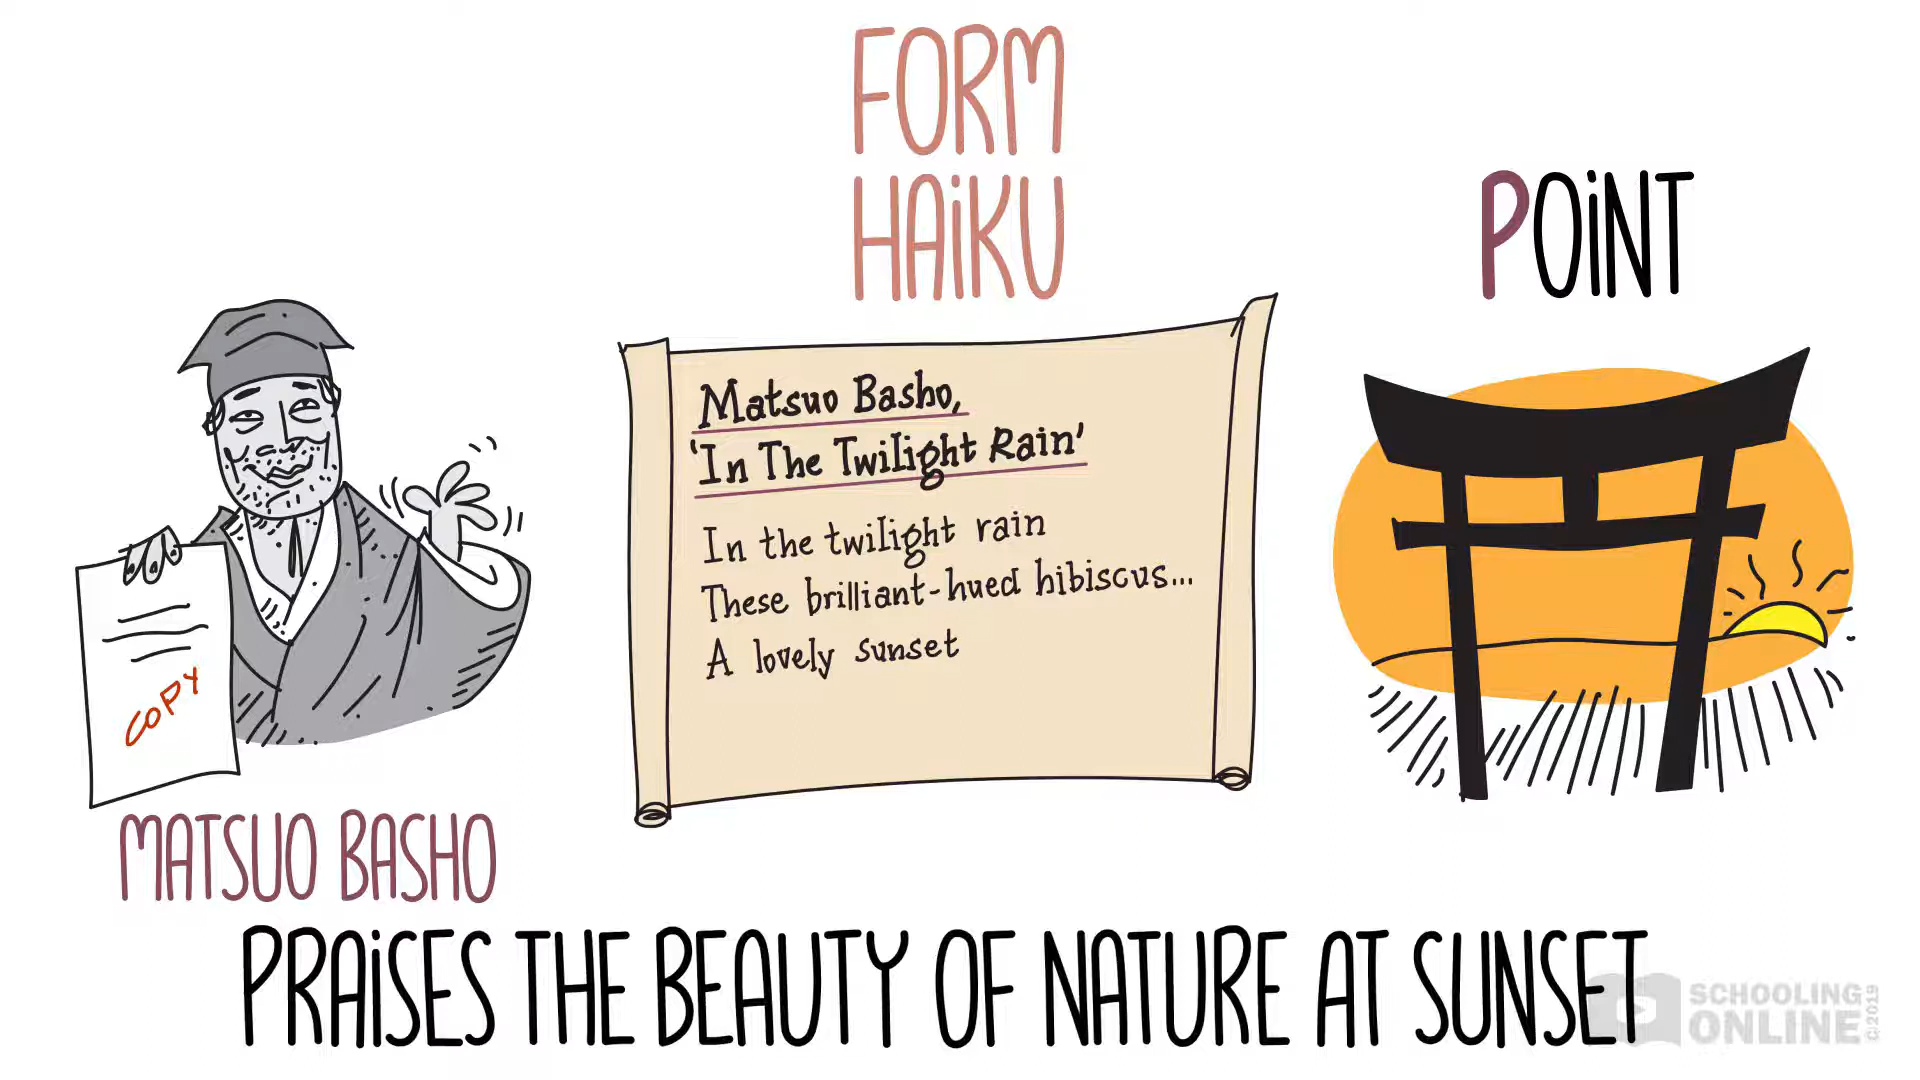 FORM
HAiKU
POiNT
Matsuo Basho,
'In The Twilight Rain'
In the twilight rain
These brilliant-hued hibiscus...
A lovely sunset
COPY
MATSUO BASHO
PRAiSES THE BEAUTY OF NATURE AT SUNSET
SCHOOLING
ONLINE
©2019